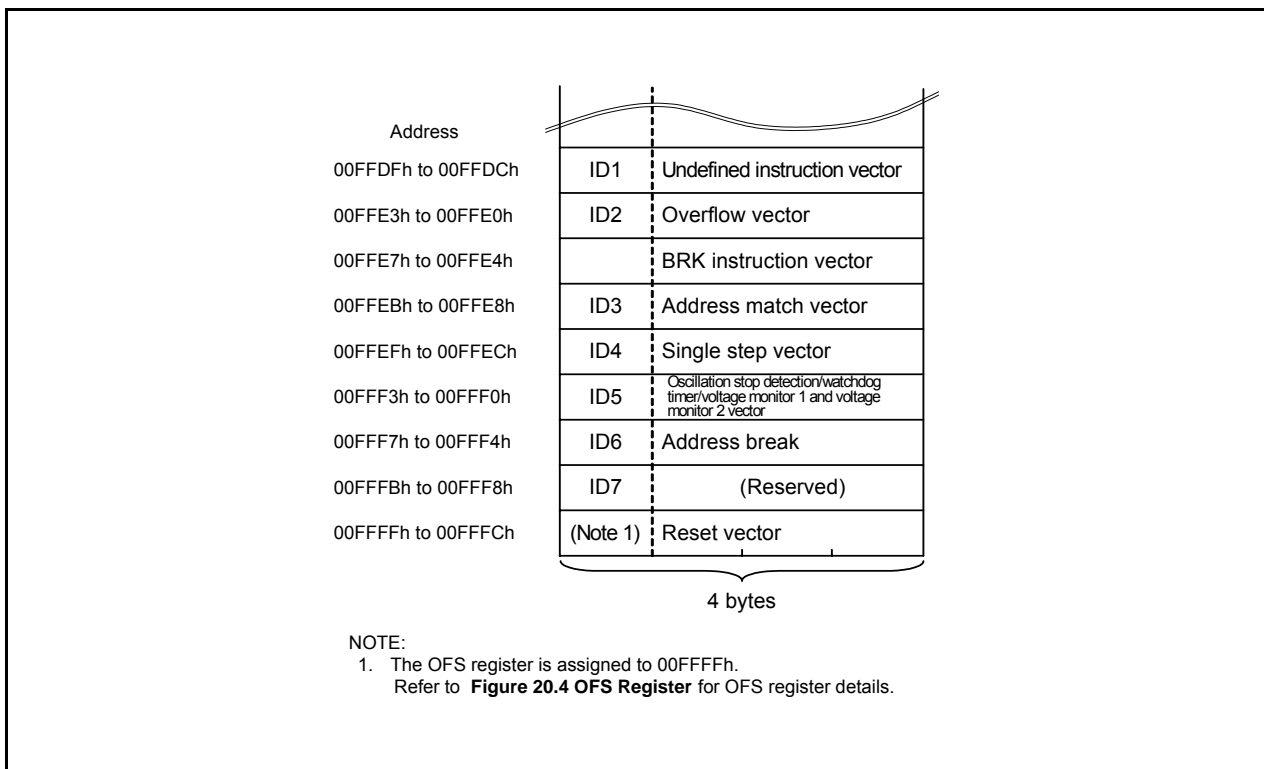 Address
00FFDFh to 00FFDCh ID1 Undefined instruction vector
00FFE3h to 00FFE0h ID2 Overflow vector
00FFE7h to 00FFE4h BRK instruction vector
00FFEBh to 00FFE8h ID3 Address match vector
00FFEFh to 00FFECh ID4 Single step vector
00FFF3h to 00FFF0h ID5 Oscillation stop detection/watchdog
timer/voltage monitor 1 and voltage
monitor 2 vector
00FFF7h to 00FFF4h ID6 Address break
00FFFBh to 00FFF8h ID7 (Reserved)
00FFFFh to 00FFFCh (Note 1) Reset vector
4 bytes
NOTE:
1. The OFS register is assigned to 00FFFFh.
Refer to Figure 20.4 OFS Register for OFS register details.